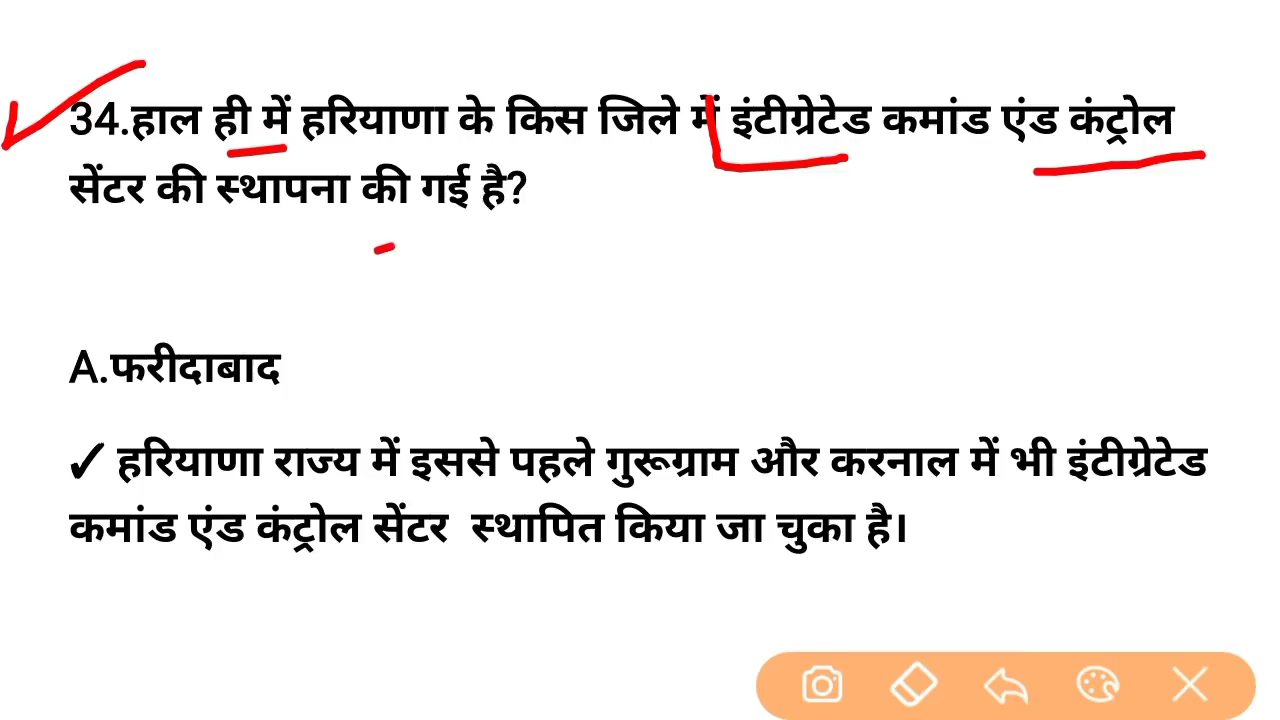 34.हाल ही में हरियाणा के किस जिले में इंटीग्रेटेड कमांड एंड कंट्रोल
सेंटर की स्थापना की गई है?
A.फरीदाबाद
✓ हरियाणा राज्य में इससे पहले गुरूग्राम और करनाल में भी इंटीग्रेटेड
कमांड एंड कंट्रोल सेंटर स्थापित किया जा चुका है।